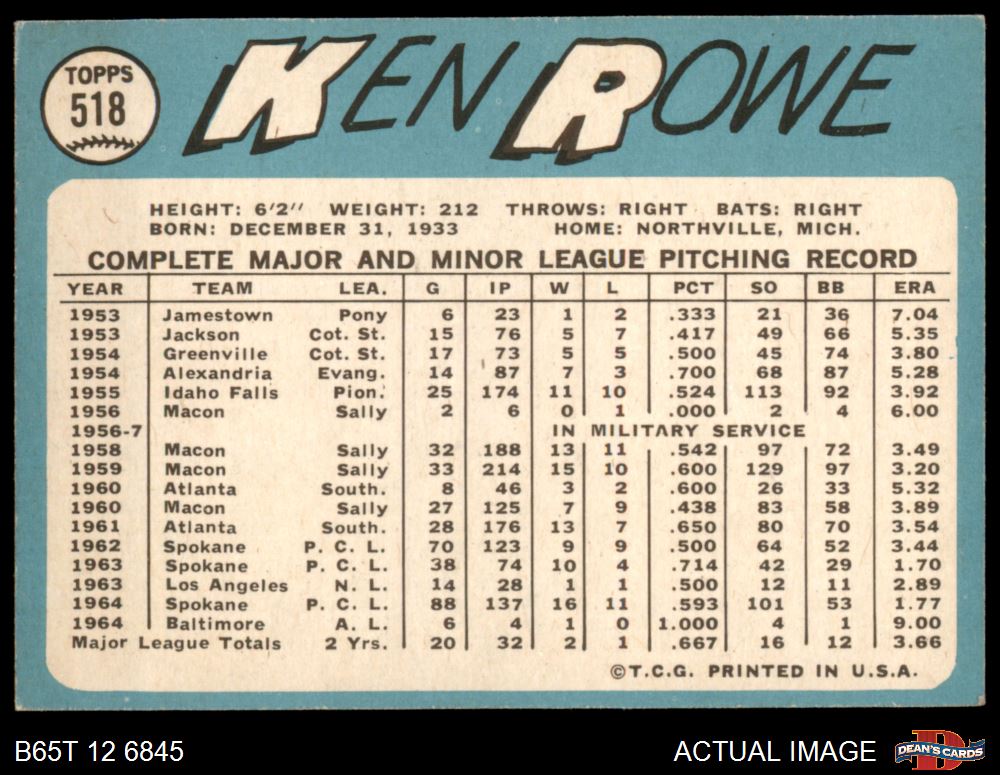 TOPPS
518
KEN ROWE
HEIGHT: 6'2" WEIGHT: 212 THROWS: RIGHT BATS: RIGHT
BORN: DECEMBER 31, 1933 HOME: NORTHVILLE, MICH.
COMPLETE MAJOR AND MINOR LEAGUE PITCHING RECORD
YEAR TEAM LEA. G IP W L PCT SO BB ERA
1953 Jamestown Pony 6 23 1 2 .333 21 36 7.04
1953 Jackson Cot. St. 15 76 5 7 .417 49 66 5.35
1954 Greenville Cot. St. 17 73 5 5 .500 45 74 3.80
1954 Alexandria Evang. 14 87 7 3 .700 68 87 5.28
1955 Idaho Falls Pion. 25 174 11 10 .524 113 92 3.92
1956 Macon Sally 2 6 0 1 .000 2 4 6.00
1956-7 IN MILITARY SERVICE
1958 Macon Sally 32 188 13 11 .542 97 72 3.49
1959 Macon Sally 33 214 15 10 .600 129 97 3.20
1960 Atlanta South. 8 46 3 2 .600 26 33 5.32
1960 Macon Sally 27 125 7 9 .438 83 58 3.89
1961 Atlanta South. 28 176 13 7 .650 80 70 3.54
1962 Spokane P. C. L. 70 123 9 9 .500 64 52 3.44
1963 Spokane P. C. L. 38 74 10 4 .714 42 29 1.70
1963 Los Angeles N. L. 14 28 1 1 .500 12 11 2.89
1964 Spokane P. C. L. 88 137 16 11 .593 101 53 1.77
1964 Baltimore A. L. 6 4 1 0 1.000 4 1 9.00
Major League Totals 2 Yrs. 20 32 2 1 .667 16 12 3.66
©T.C.G. PRINTED IN U.S.A.
B65T 12 6845 ACTUAL IMAGE DEAN'S CARDS